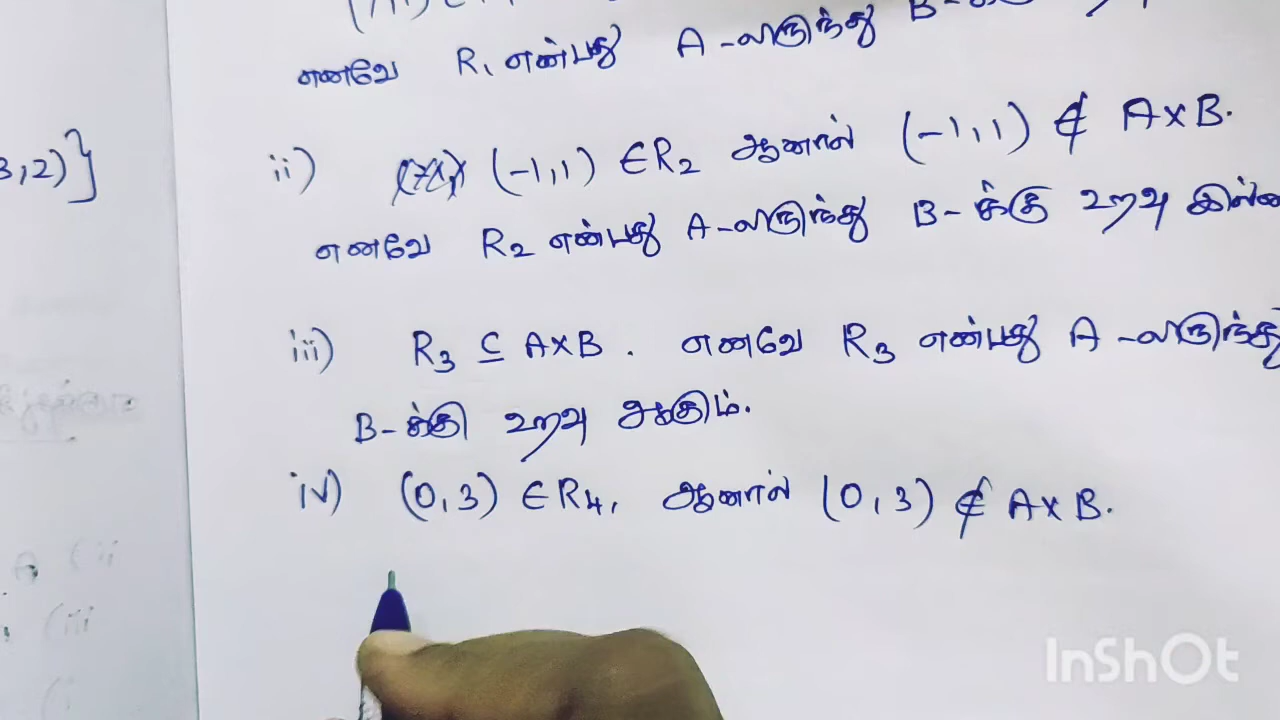 எனவே R₁ என்பது A-லிருந்து B-க்கு
3,2)}
ii) (-1,1) ∈R₂ ஆனால் (-1,1) ∉ A×B.
எனவே R₂ என்பது A-லிருந்து B-க்கு உறவு
iii) R₃ ⊆ A×B. எனவே R₃ என்பது A-லிருந்து
B-க்கு உறவு ஆகும்.
iv) (0,3) ∈R₄, ஆனால் (0,3) ∉ A×B.
InShOt